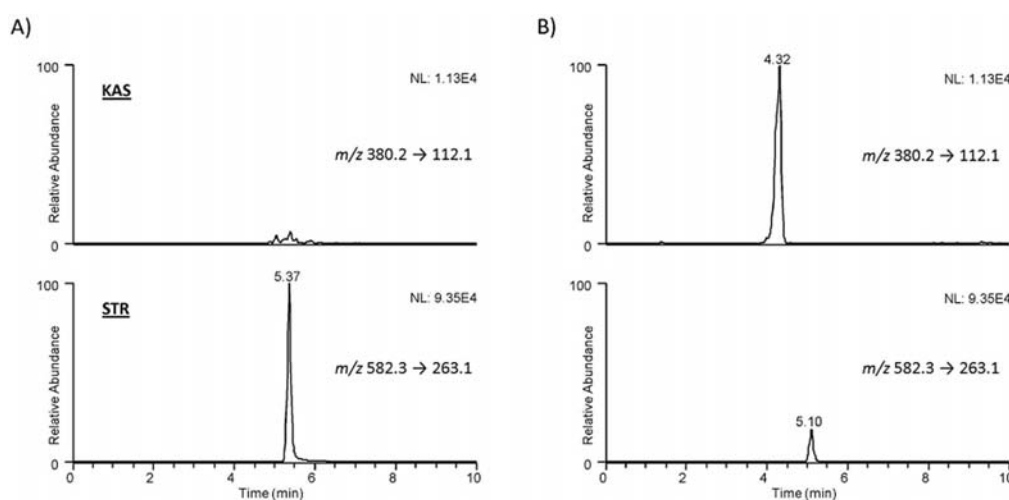 A)
100
KAS
NL: 1.13E4
m/z 380.2 → 112.1
Relative Abundance
0
5.37
100
STR
NL: 9.35E4
m/z 582.3 → 263.1
Relative Abundance
0
0 2 4 6 8 10
Time (min)
B)
4.32
100
NL: 1.13E4
m/z 380.2 → 112.1
Relative Abundance
0
100
NL: 9.35E4
m/z 582.3 → 263.1
Relative Abundance
5.10
0
0 2 4 6 8 10
Time (min)